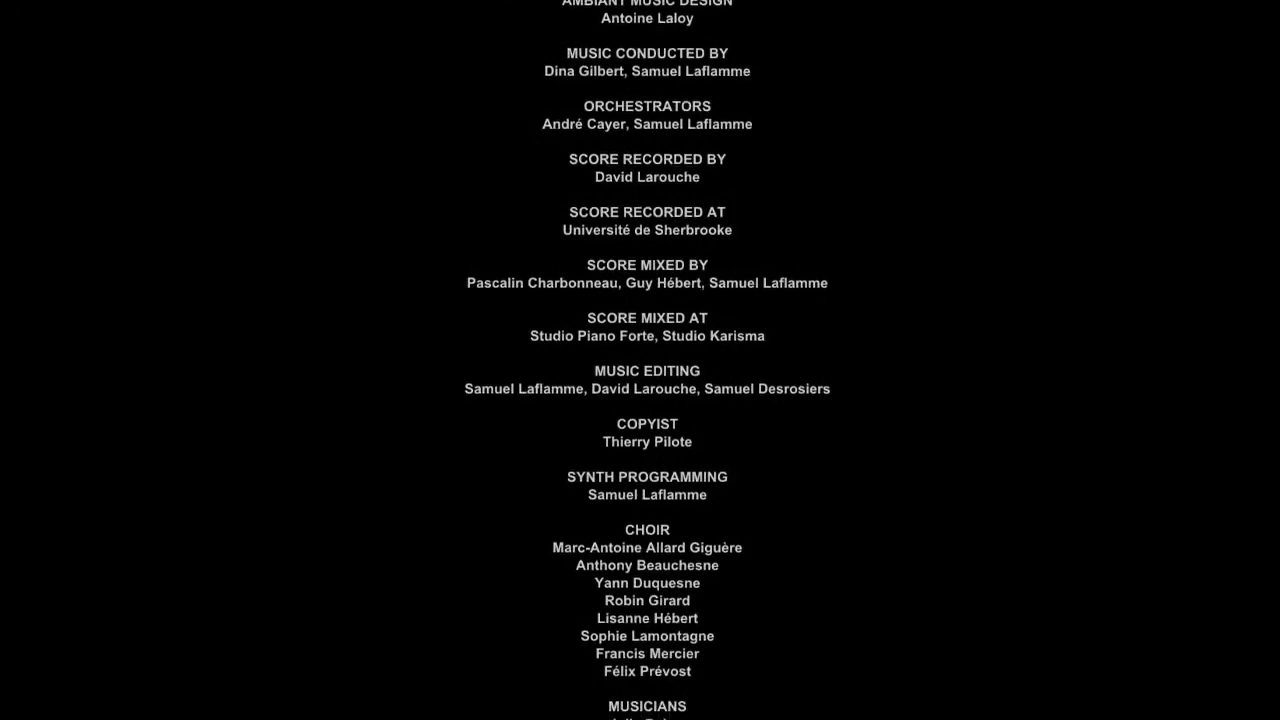 AMBIANT MUSIC DESIGN
Antoine Laloy
MUSIC CONDUCTED BY
Dina Gilbert, Samuel Laflamme
ORCHESTRATORS
André Cayer, Samuel Laflamme
SCORE RECORDED BY
David Larouche
SCORE RECORDED AT
Université de Sherbrooke
SCORE MIXED BY
Pascalin Charbonneau, Guy Hébert, Samuel Laflamme
SCORE MIXED AT
Studio Piano Forte, Studio Karisma
MUSIC EDITING
Samuel Laflamme, David Larouche, Samuel Desrosiers
COPYIST
Thierry Pilote
SYNTH PROGRAMMING
Samuel Laflamme
CHOIR
Marc-Antoine Allard Giguère
Anthony Beauchesne
Yann Duquesne
Robin Girard
Lisanne Hébert
Sophie Lamontagne
Francis Mercier
Félix Prévost
MUSICIANS